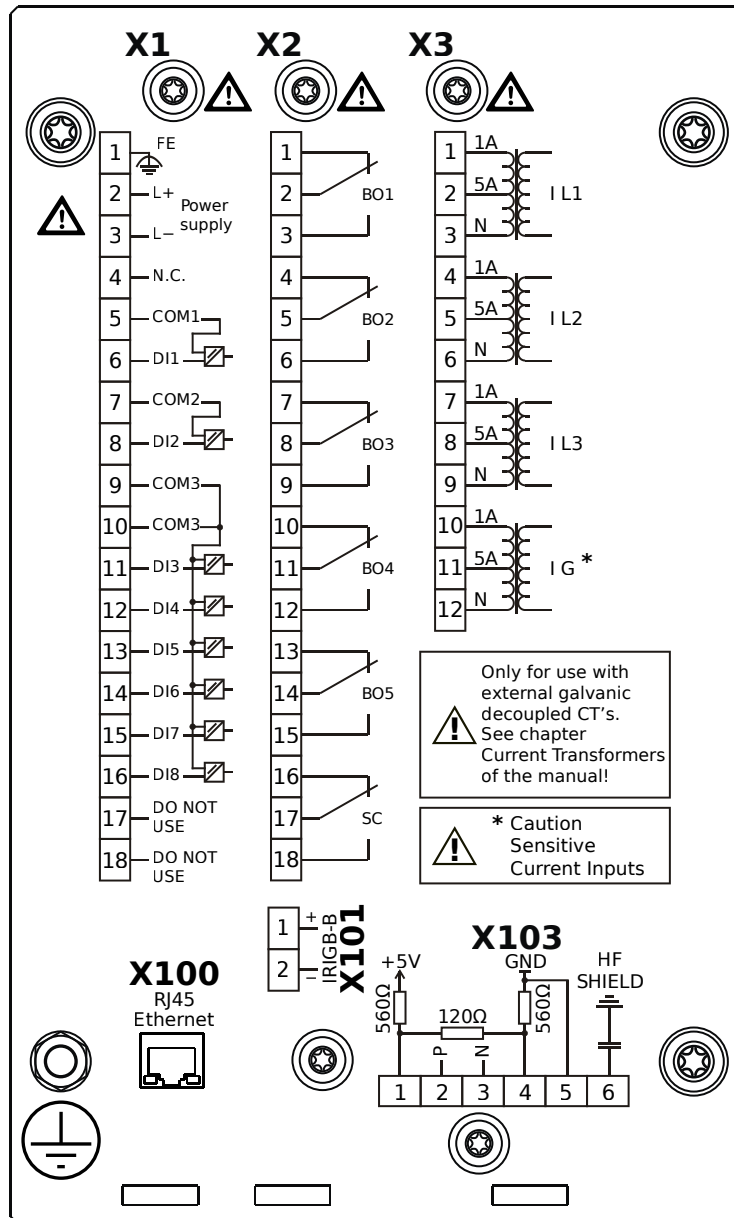 X1 X2 X3
1 FE
2 L+
Power
supply
3 L−
4 N.C.
5 COM1
6 DI1
7 COM2
8 DI2
9 COM3
10 COM3
11 DI3
12 DI4
13 DI5
14 DI6
15 DI7
16 DI8
17 DO NOT
USE
18 DO NOT
USE
1
2 BO1
3
4
5 BO2
6
7
8 BO3
9
10
11 BO4
12
13
14 BO5
15
16
17 SC
18
1 1A
2 5A I L1
3 N
4 1A
5 5A I L2
6 N
7 1A
8 5A I L3
9 N
10 1A
11 5A I G *
12 N
Only for use with
external galvanic
decoupled CT's.
See chapter
Current Transformers
of the manual!
* Caution
Sensitive
Current Inputs
X100
RJ45
Ethernet
1 +
2 −
IRIGB-B
X101
X103
+5V GND HF
SHIELD
560Ω 120Ω 560Ω
P N
1 2 3 4 5 6